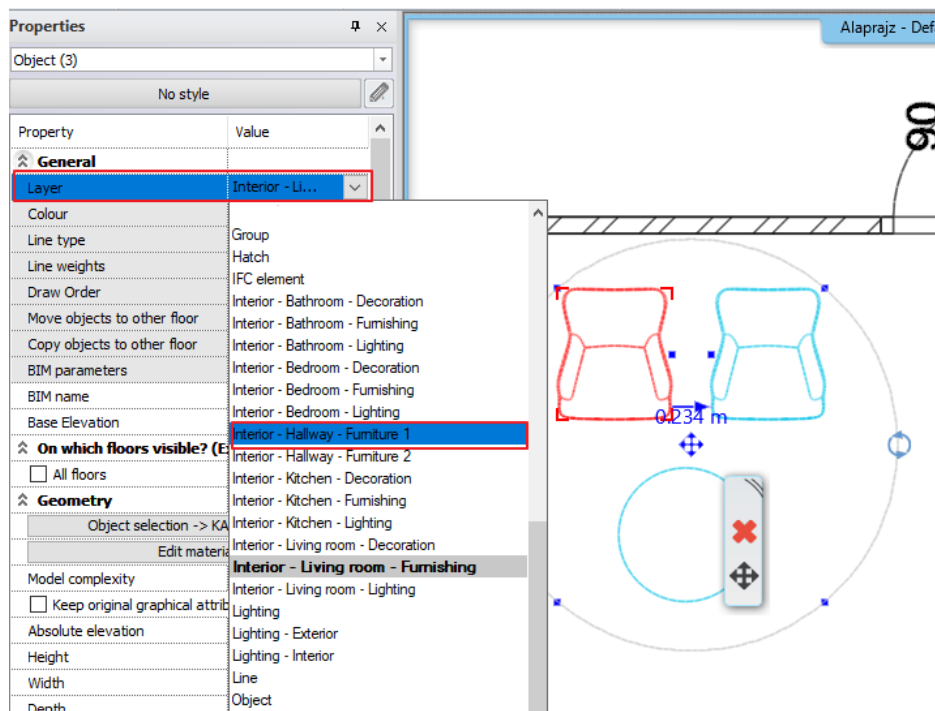 Properties
Object (3)
No style
Property Value
General
Layer Interior - Li...
Colour
Line type
Line weights
Draw Order
Move objects to other floor
Copy objects to other floor
BIM parameters
BIM name
Base Elevation
On which floors visible? (E
All floors
Geometry
Object selection -> KA
Edit materia
Model complexity
Keep original graphical attrib
Absolute elevation
Height
Width
Depth
Group
Hatch
IFC element
Interior - Bathroom - Decoration
Interior - Bathroom - Furnishing
Interior - Bathroom - Lighting
Interior - Bedroom - Decoration
Interior - Bedroom - Furnishing
Interior - Bedroom - Lighting
Interior - Hallway - Furniture 1
Interior - Hallway - Furniture 2
Interior - Kitchen - Decoration
Interior - Kitchen - Furnishing
Interior - Kitchen - Lighting
Interior - Living room - Decoration
Interior - Living room - Furnishing
Interior - Living room - Lighting
Lighting
Lighting - Exterior
Lighting - Interior
Line
Object
Alaprajz - Def
90
0.234 m